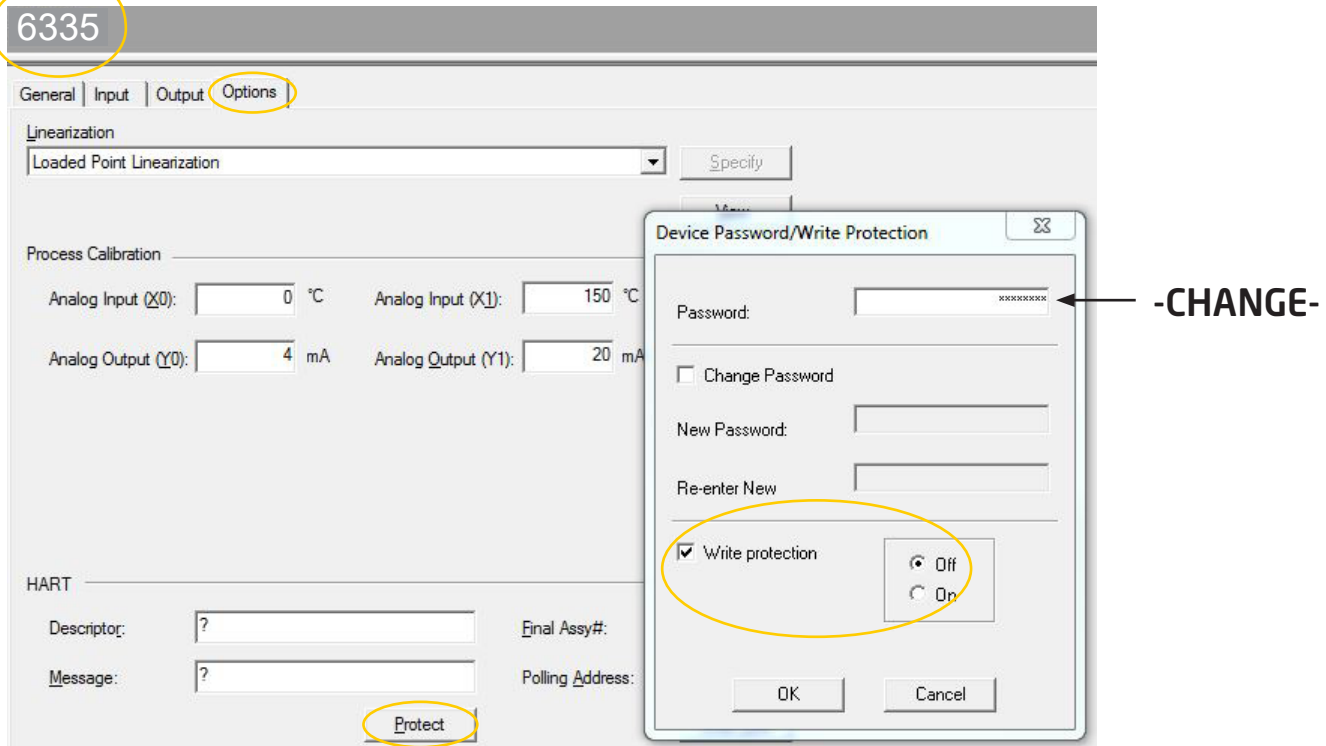 6335
General Input Output Options
Linearization
Loaded Point Linearization Specify
Process Calibration
Analog Input (X0): 0 °C Analog Input (X1): 150 °C
Analog Output (Y0): 4 mA Analog Output (Y1): 20 mA
HART
Descriptor: ? Final Assy#:
Message: ? Polling Address:
Protect
Device Password/Write Protection
Password: ******** -CHANGE-
Change Password
New Password:
Re-enter New
Write protection Off
On
OK Cancel